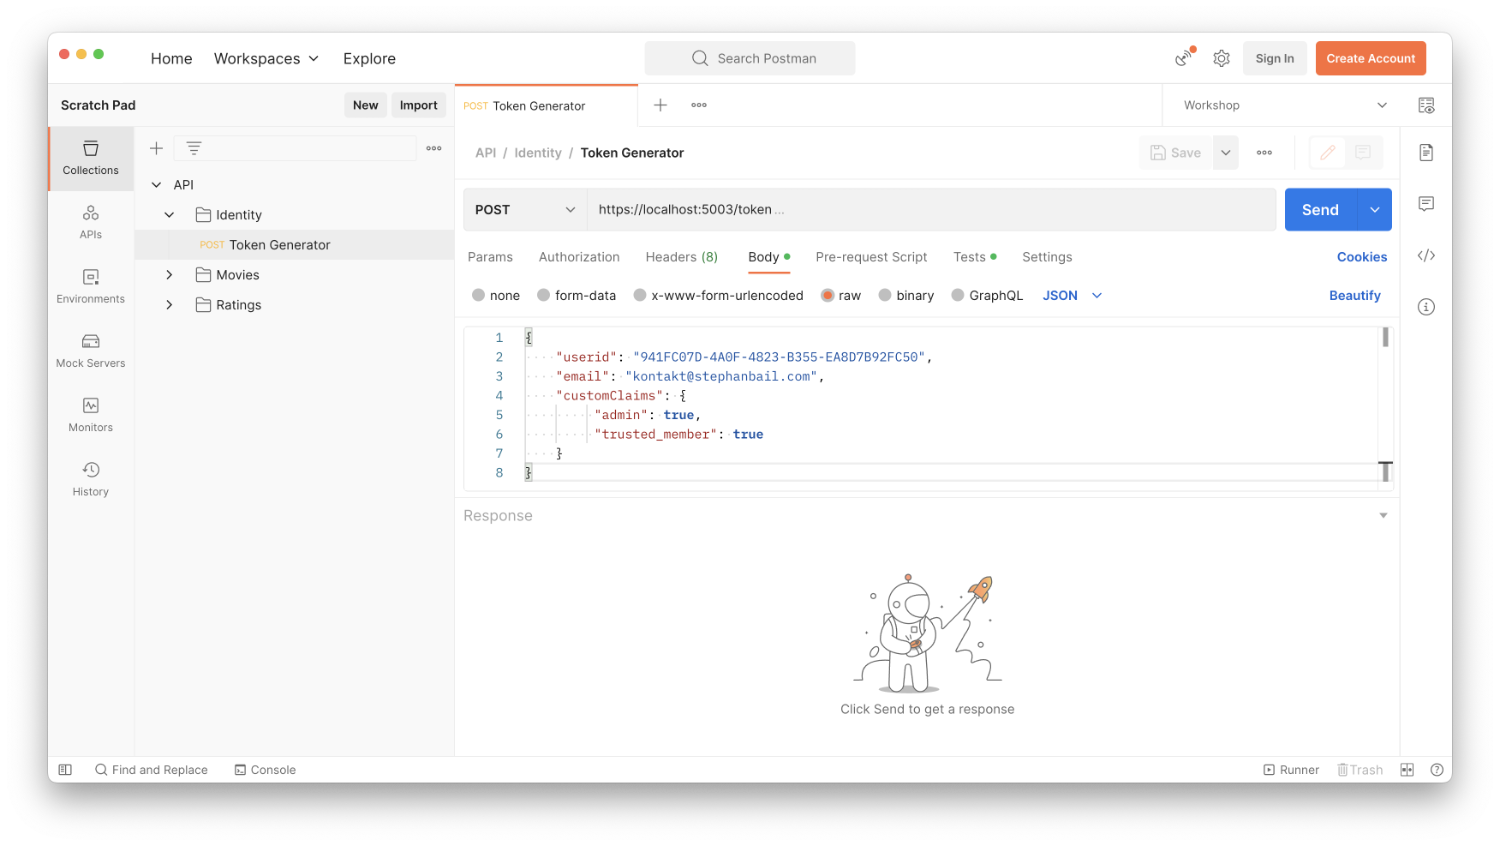 Home Workspaces Explore Search Postman Sign In Create Account
Scratch Pad New Import POST Token Generator Workshop
Collections
APIs
Environments
Mock Servers
Monitors
History
API
Identity
POST Token Generator
Movies
Ratings
API / Identity / Token Generator Save
POST https://localhost:5003/token ... Send
Params Authorization Headers (8) Body Pre-request Script Tests Settings Cookies
none form-data x-www-form-urlencoded raw binary GraphQL JSON Beautify
1 {
2 "userid": "941FC07D-4A0F-4823-B355-EA8D7B92FC50",
3 "email": "kontakt@stephanbail.com",
4 "customClaims": {
5 "admin": true,
6 "trusted_member": true
7 }
8 }
Response
Click Send to get a response
Find and Replace Console Runner Trash